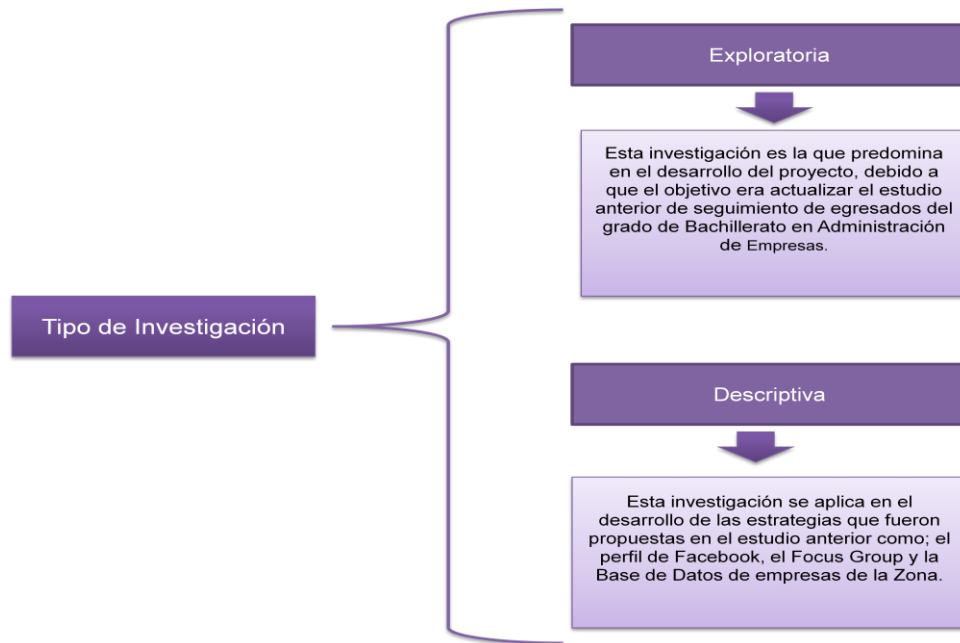 Exploratoria
Esta investigación es la que predomina
en el desarrollo del proyecto, debido a
que el objetivo era actualizar el estudio
anterior de seguimiento de egresados del
grado de Bachillerato en Administración
de Empresas.
Tipo de Investigación
Descriptiva
Esta investigación se aplica en el
desarrollo de las estrategias que fueron
propuestas en el estudio anterior como; el
perfil de Facebook, el Focus Group y la
Base de Datos de empresas de la Zona.